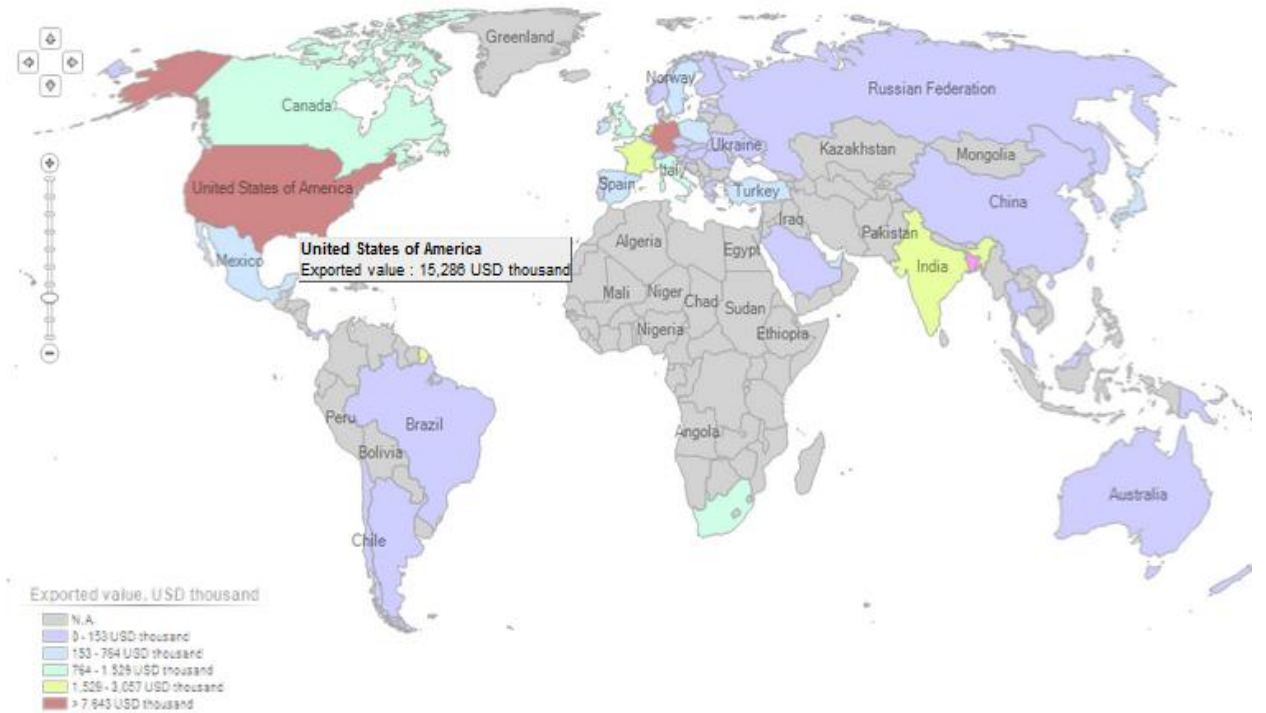 Greenland
Norway
Russian Federation
Canada
Ukraine
Kazakhstan
Mongolia
Italy
United States of America
Spain
Turkey
China
Iraq
Pakistan
Algeria
Egypt
India
Mexico
United States of America
Exported value : 15,286 USD thousand
Mali
Niger
Chad
Sudan
Nigeria
Ethiopia
Peru
Brazil
Angola
Bolivia
Australia
Chile
Exported value, USD thousand
N.A.
0 - 153 USD thousand
153 - 764 USD thousand
764 - 1,529 USD thousand
1,529 - 3,057 USD thousand
> 7,643 USD thousand